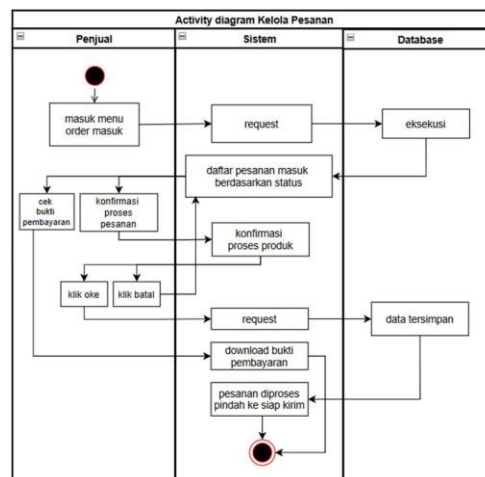 Activity diagram Kelola Pesanan
Penjual
Sistem
Database
masuk menu
order masuk
request
eksekusi
daftar pesanan masuk
berdasarkan status
cek
bukti
pembayaran
konfirmasi
proses
pesanan
konfirmasi
proses produk
klik oke
klik batal
request
data tersimpan
download bukti
pembayaran
pesanan diproses
pindah ke siap kirim